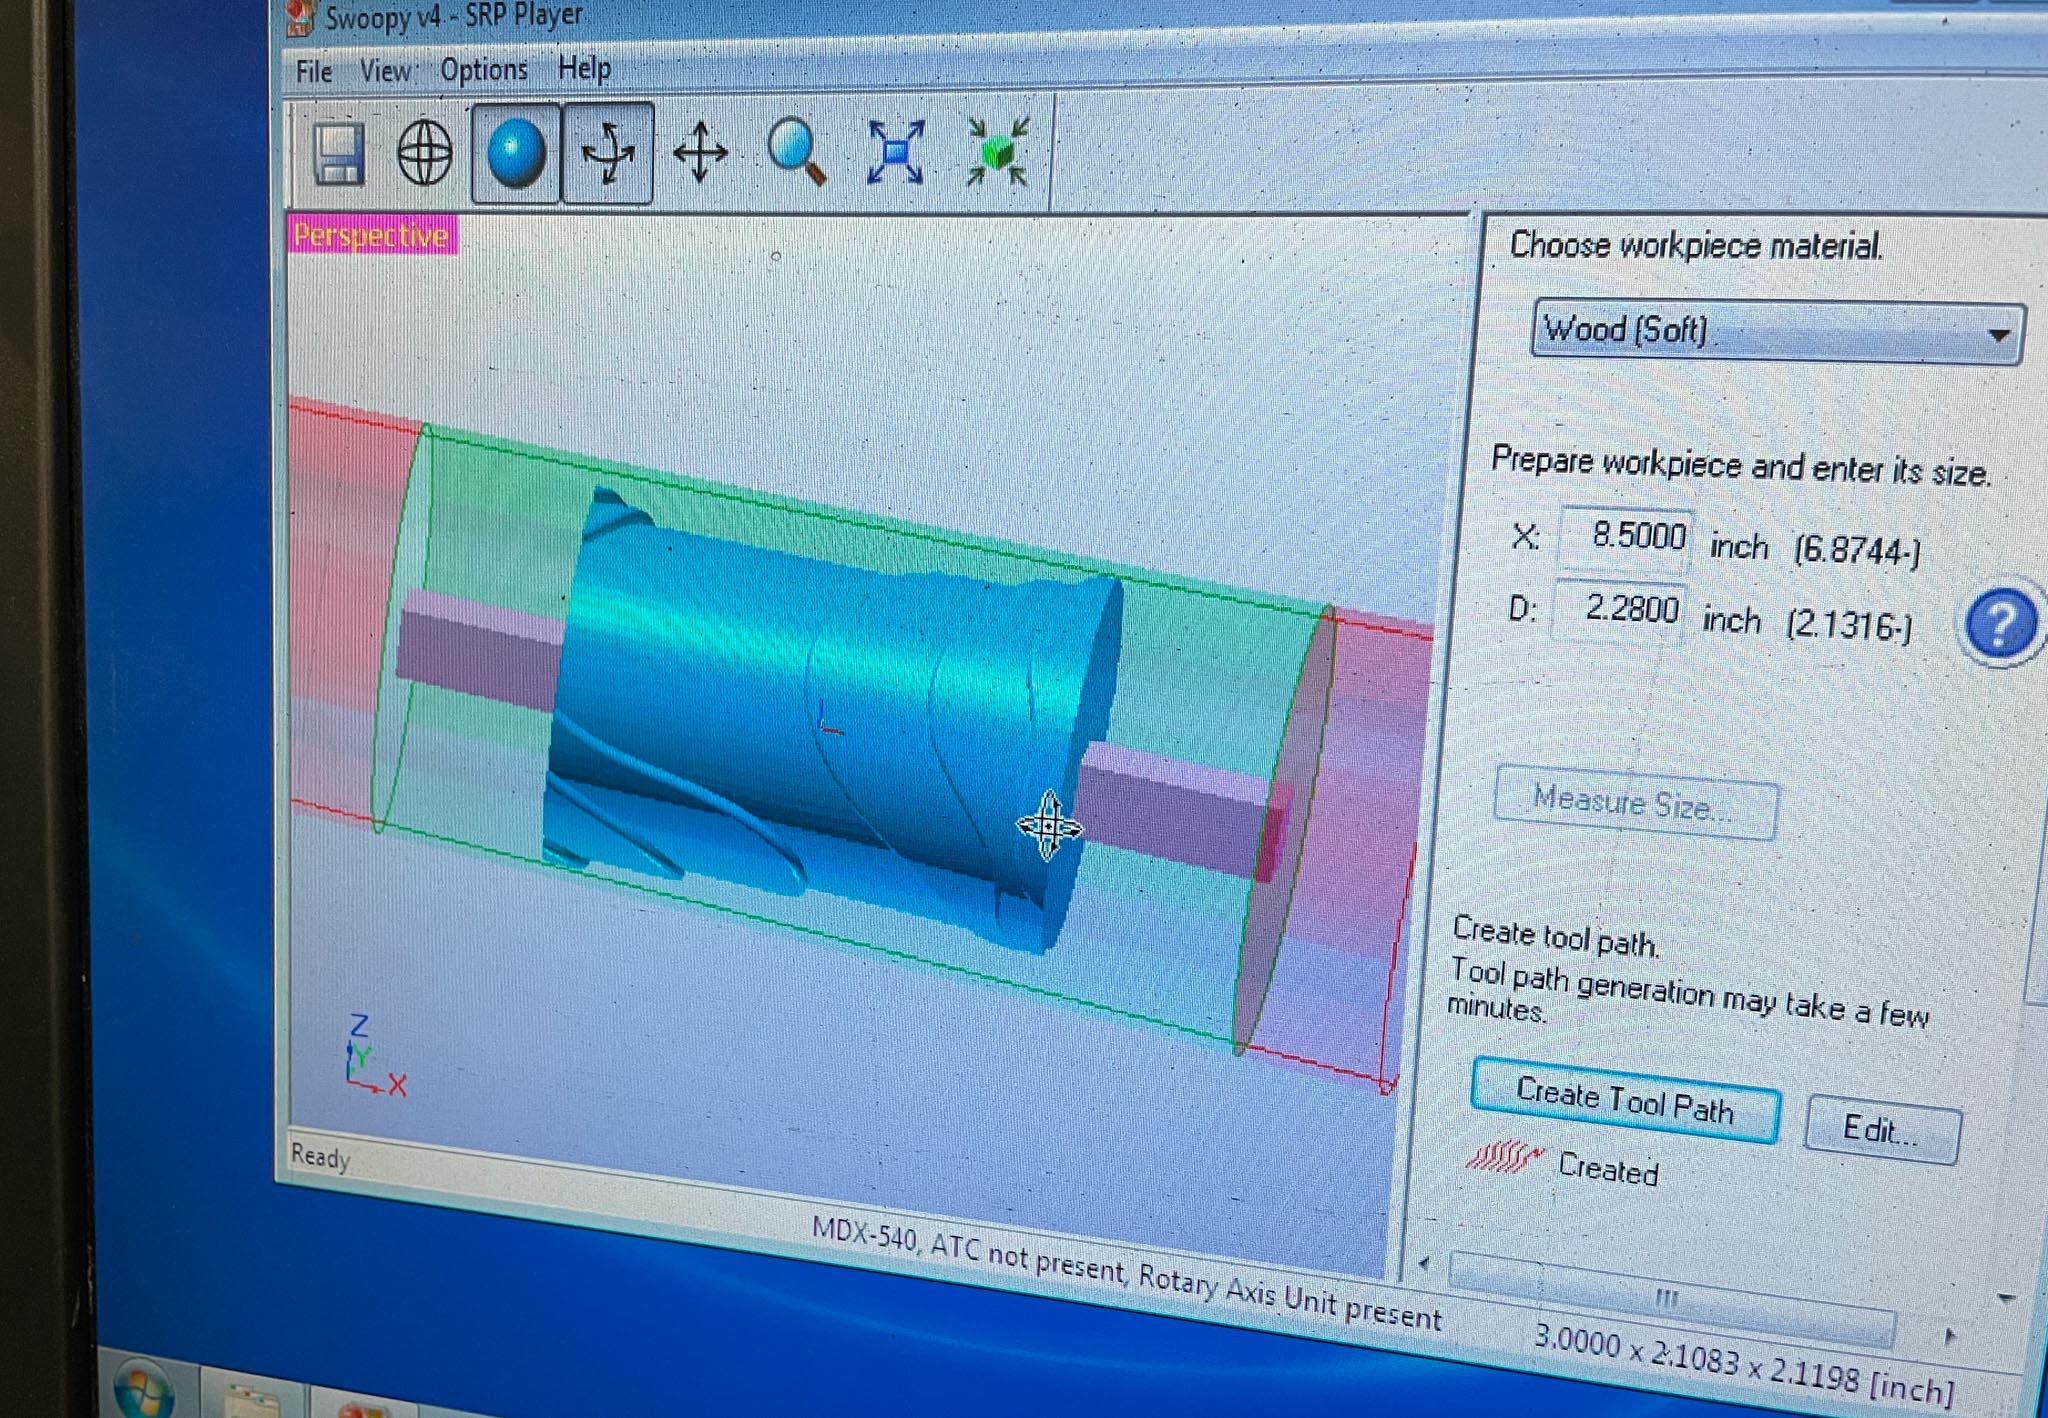 Swoopy v4 - SRP Player
File View Options Help
Perspective
Choose workpiece material.
Wood (Soft)
Prepare workpiece and enter its size.
X: 8.5000 inch (6.8744-)
D: 2.2800 inch (2.1316-)
?
Measure Size...
Create tool path.
Tool path generation may take a few
minutes.
Create Tool Path
Edit...
Created
Z
Y
X
Ready
MDX-540, ATC not present, Rotary Axis Unit present
3.0000 x 2.1083 x 2.1198 [inch]